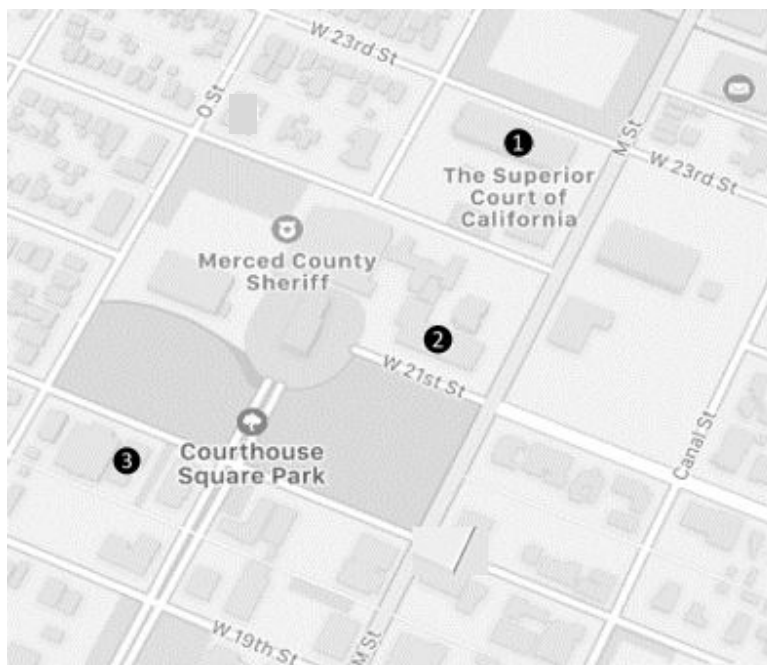 W 23rd St
O St
1
M St
The Superior
Court of
California
W 23rd St
Merced County
Sheriff
2
W 21st St
Canal St
3
Courthouse
Square Park
W 19th St
M St